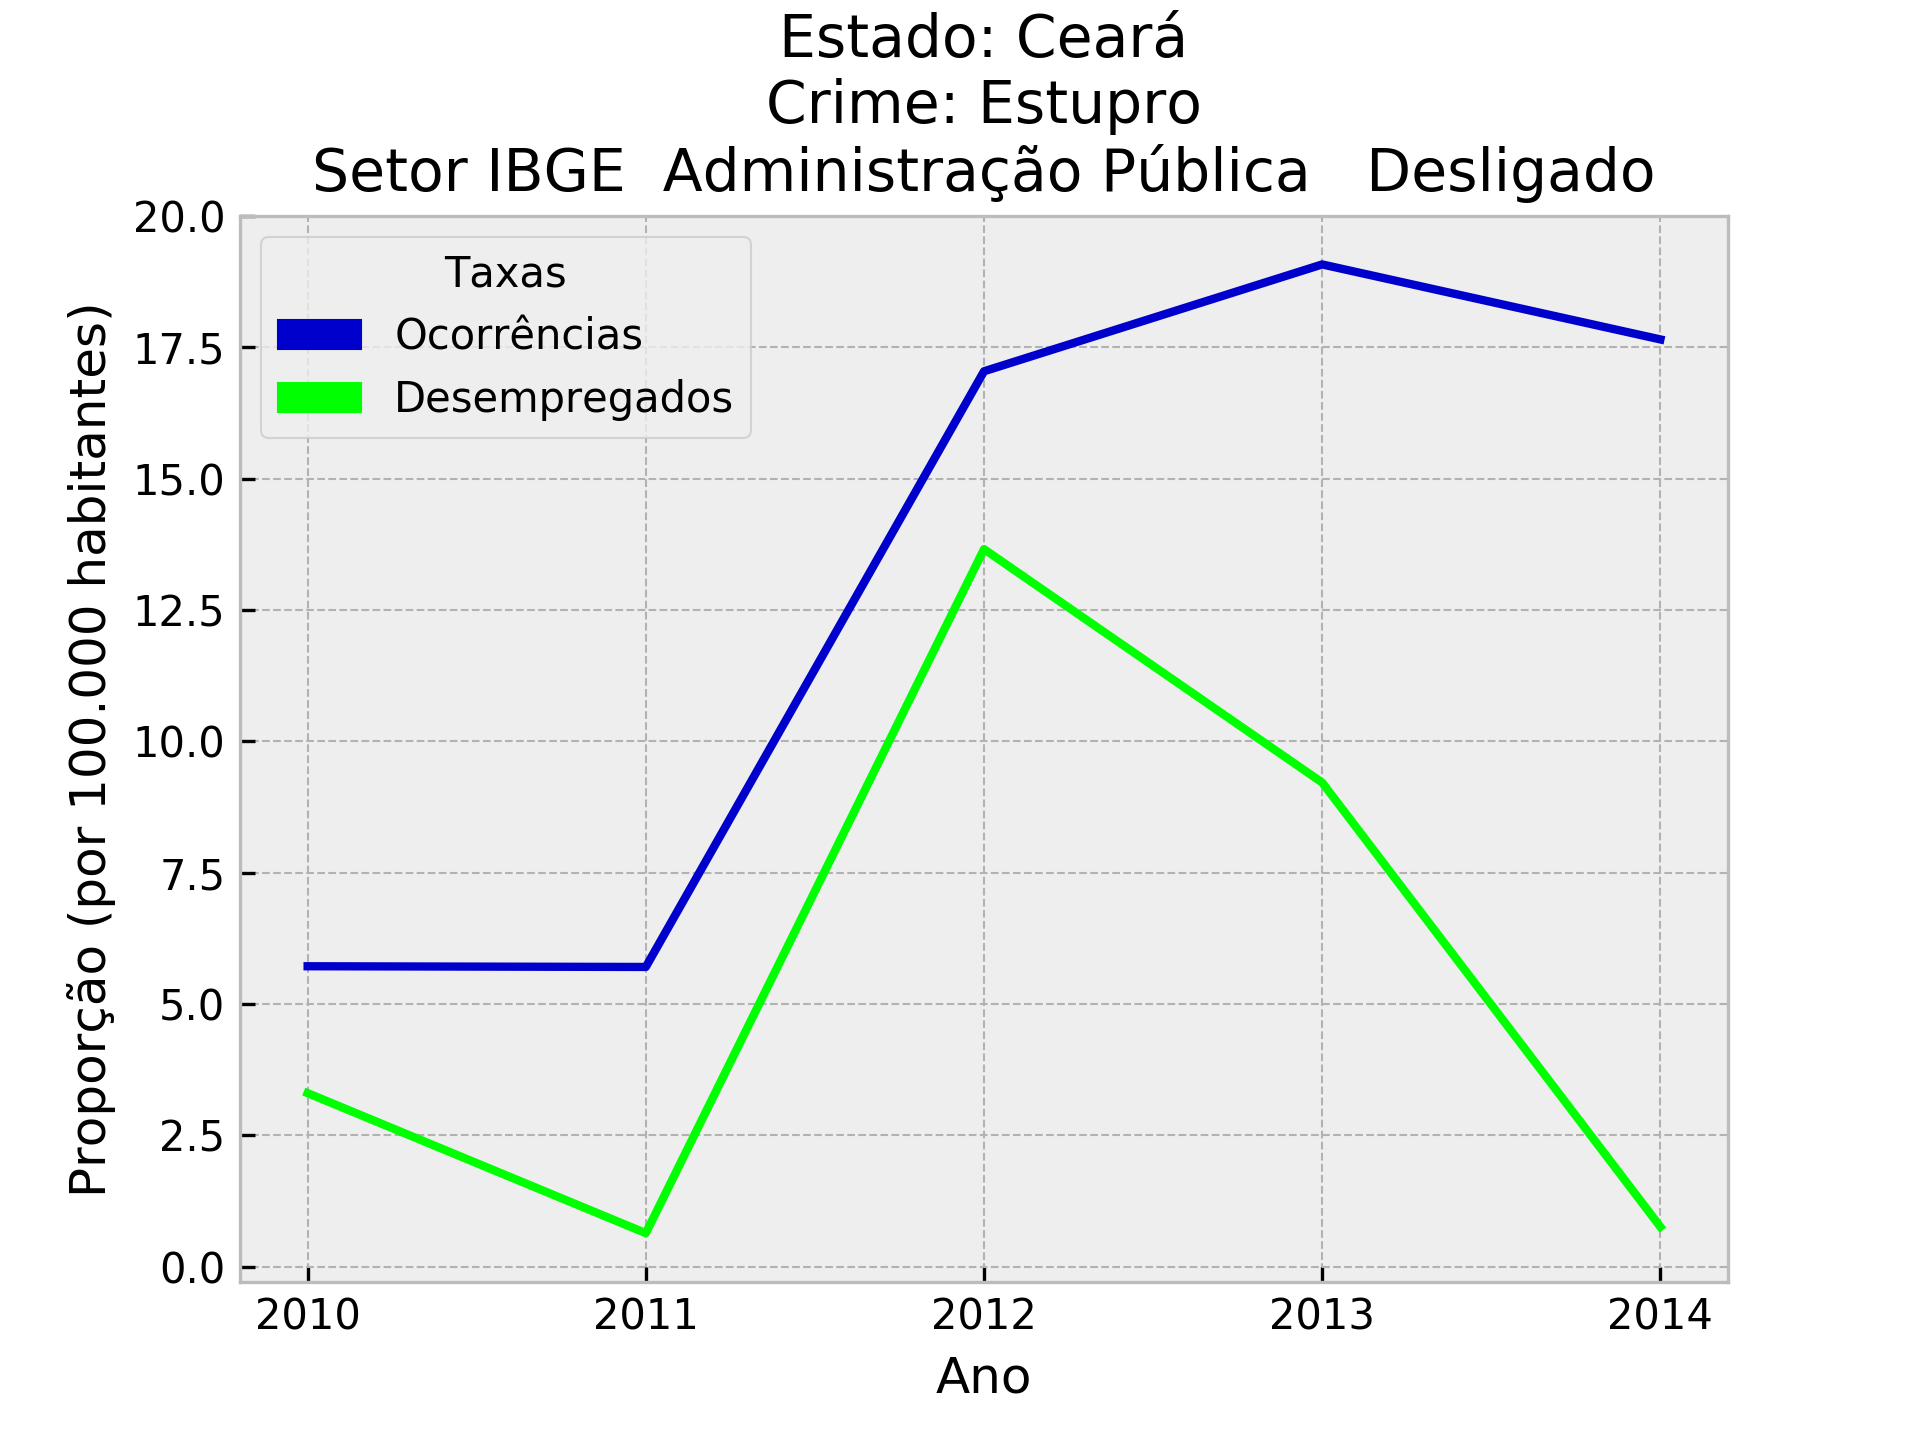 Estado: Ceará
Crime: Estupro
Setor IBGE  Administração Pública   Desligado
Taxas
Ocorrências
Desempregados
Proporção (por 100.000 habitantes)
20.0
17.5
15.0
12.5
10.0
7.5
5.0
2.5
0.0
2010 2011 2012 2013 2014
Ano